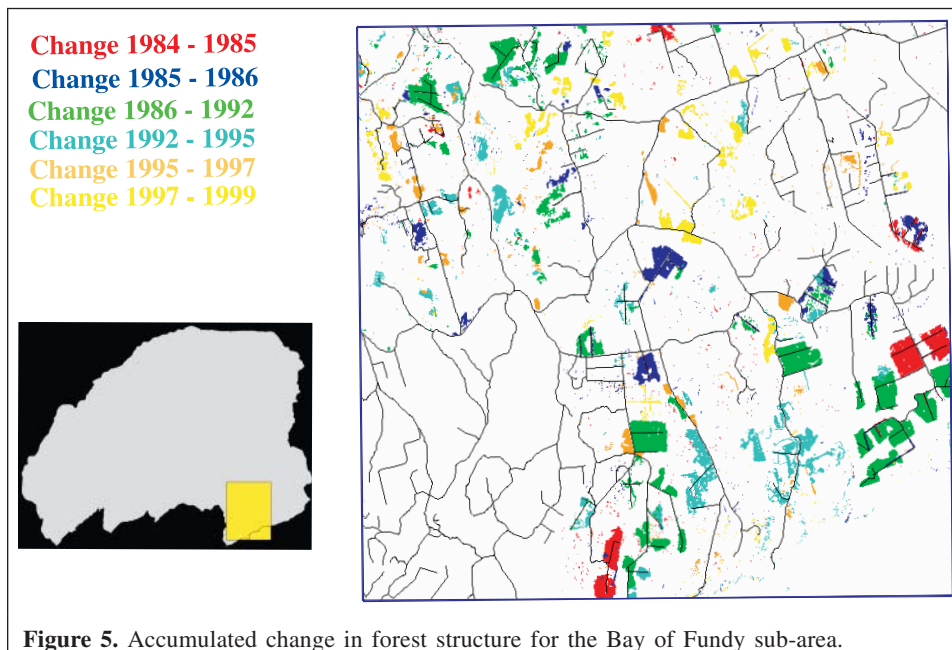 Change 1984 - 1985
Change 1985 - 1986
Change 1986 - 1992
Change 1992 - 1995
Change 1995 - 1997
Change 1997 - 1999
Figure 5. Accumulated change in forest structure for the Bay of Fundy sub-area.